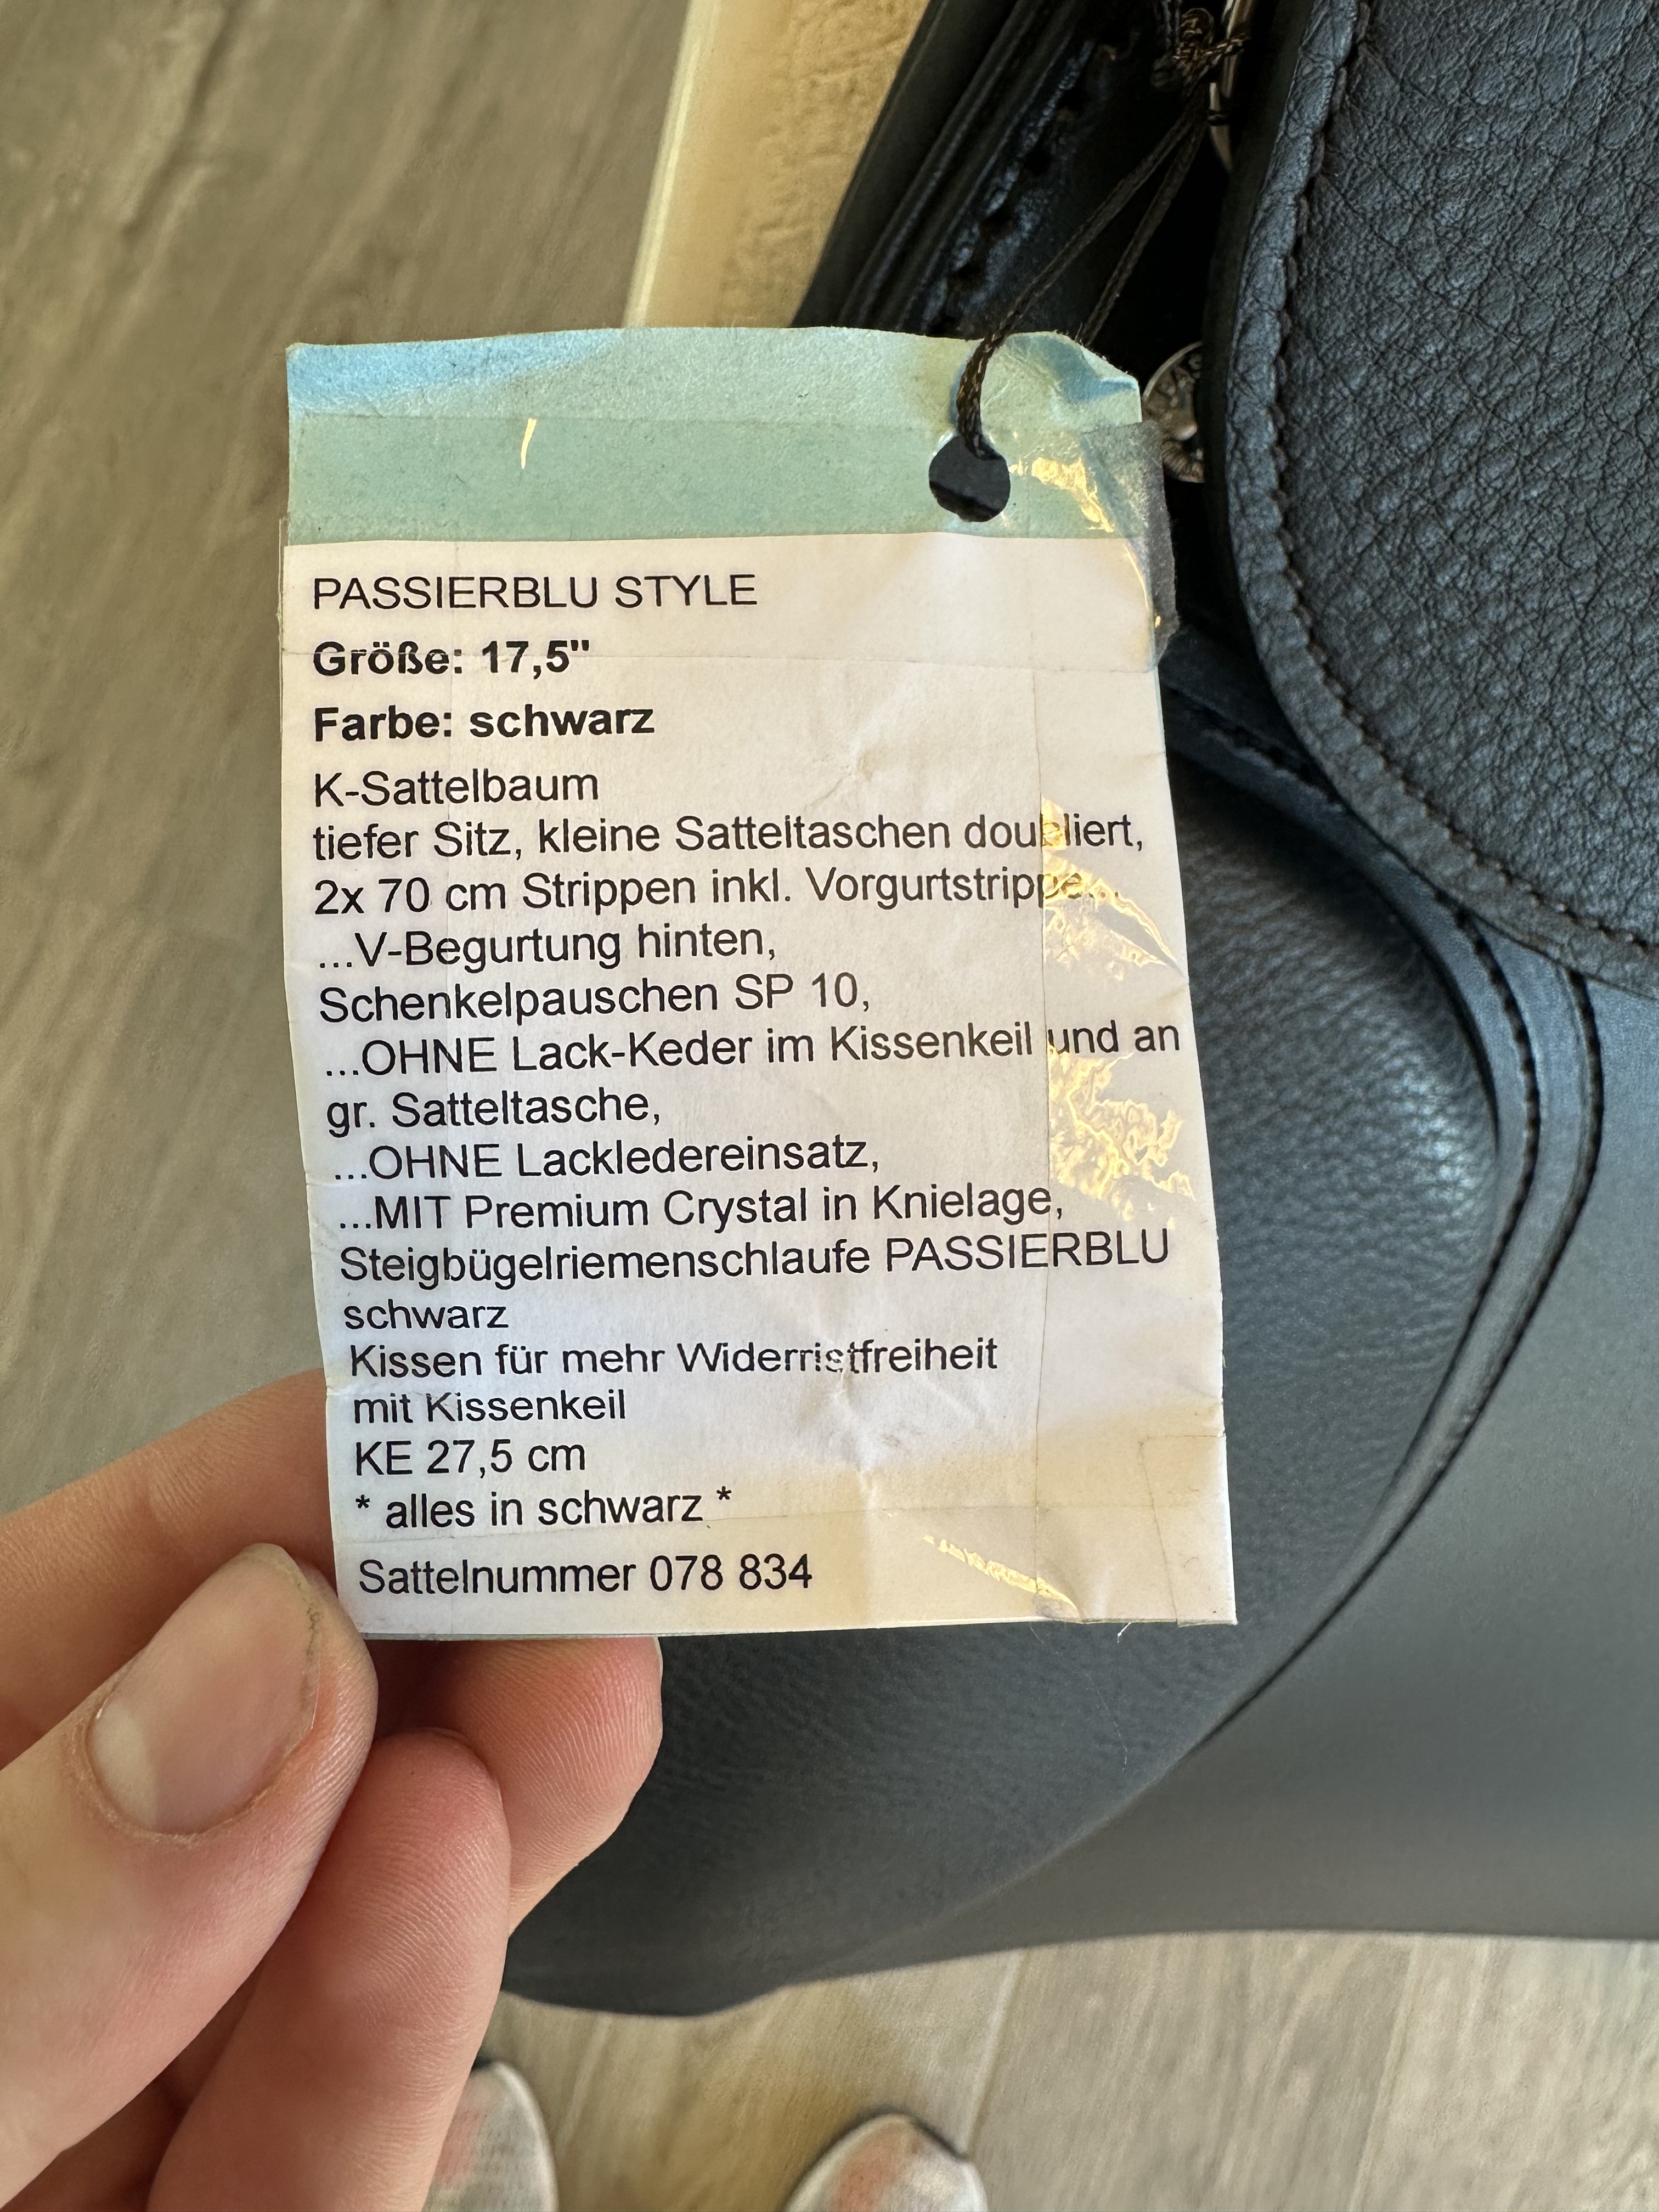 PASSIERBLU STYLE
Größe: 17,5"
Farbe: schwarz
K-Sattelbaum
tiefer Sitz, kleine Satteltaschen doubliert,
2x 70 cm Strippen inkl. Vorgurtstrippe...
...V-Begurtung hinten,
Schenkelpauschen SP 10,
...OHNE Lack-Keder im Kissenkeil und an
gr. Satteltasche,
...OHNE Lackledereinsatz,
...MIT Premium Crystal in Knielage,
Steigbügelriemenschlaufe PASSIERBLU
schwarz
Kissen für mehr Widerristfreiheit
mit Kissenkeil
KE 27,5 cm
* alles in schwarz *
Sattelnummer 078 834